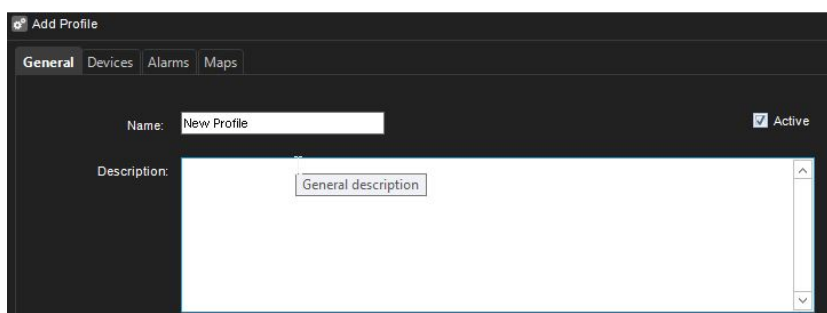 Add Profile
General Devices Alarms Maps
Name: New Profile Active
Description:
General description